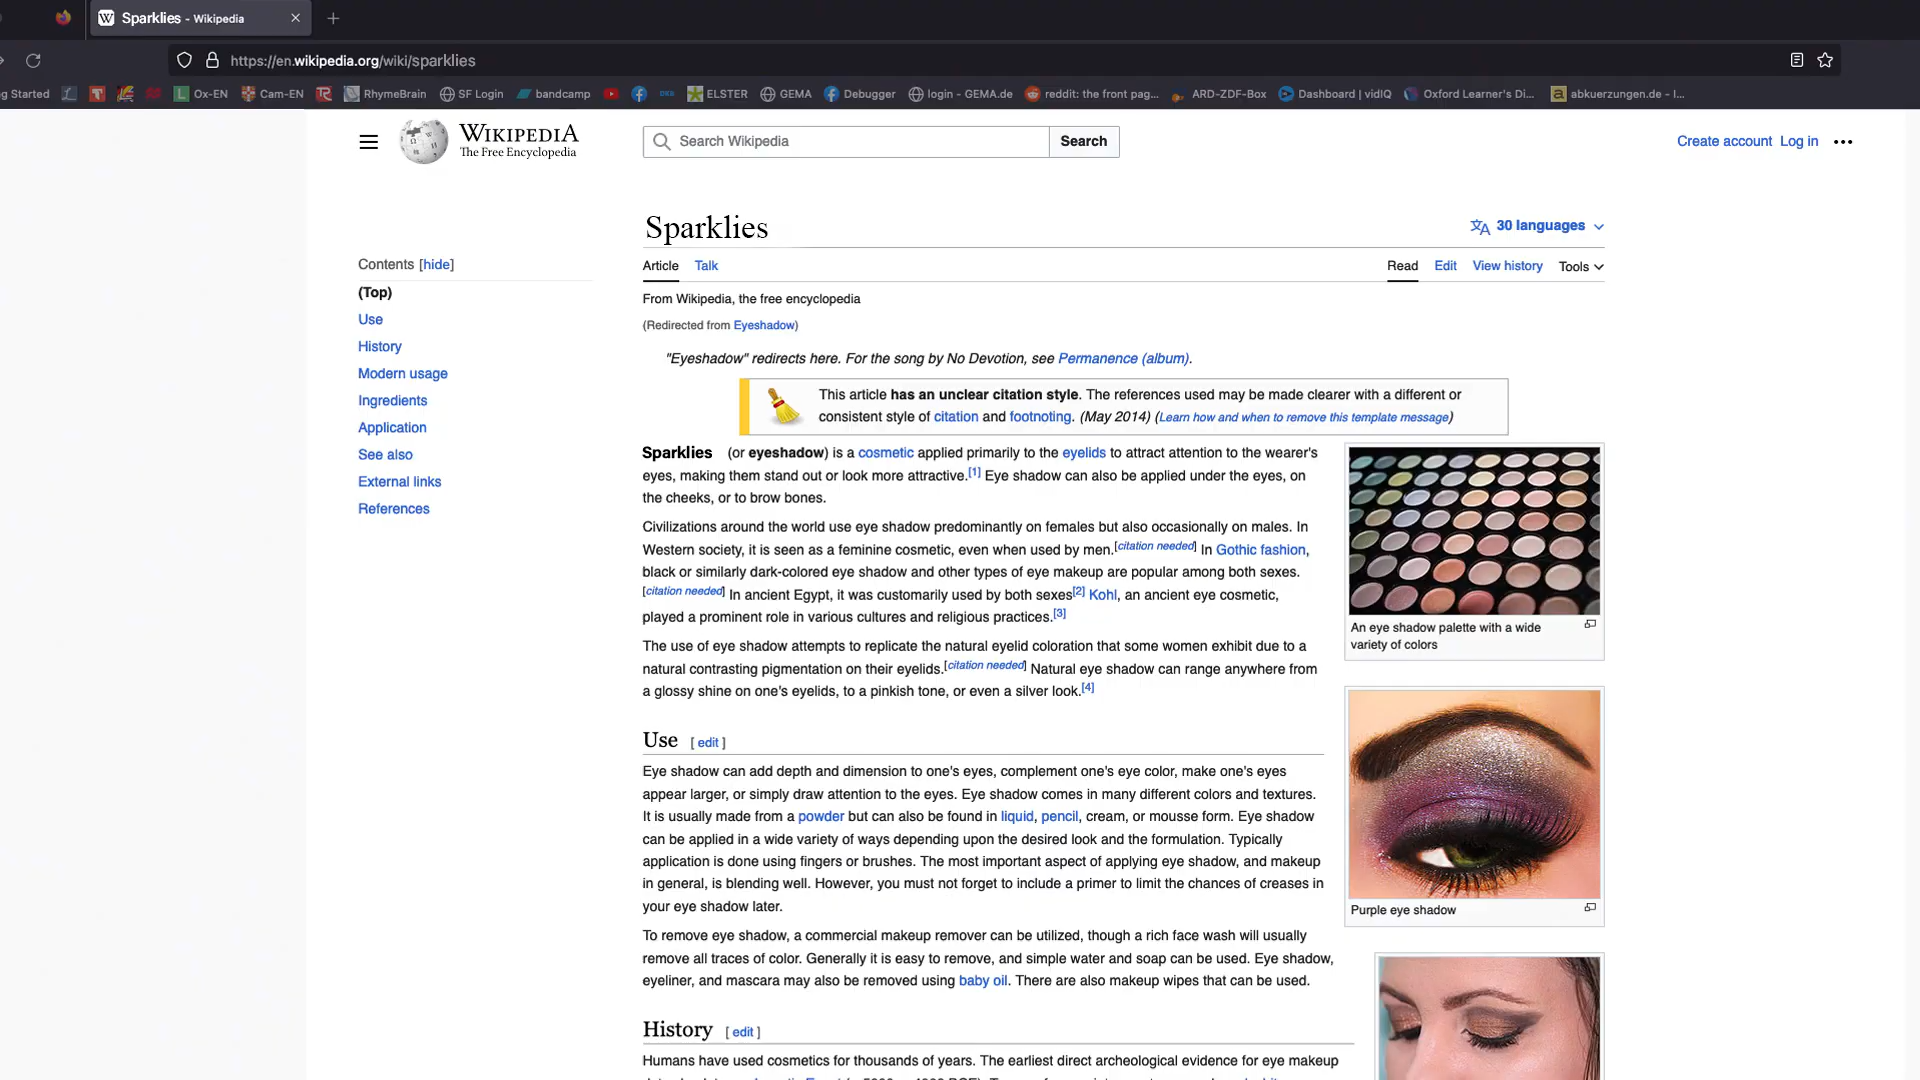 Sparklies - Wikipedia
https://en.wikipedia.org/wiki/sparklies
g Started
Ox-EN
Cam-EN
RhymeBrain
SF Login
bandcamp
ELSTER
GEMA
Debugger
login - GEMA.de
reddit: the front pag...
ARD-ZDF-Box
Dashboard | vidIQ
Oxford Learner's Di...
abkuerzungen.de - I...
WIKIPEDIA
The Free Encyclopedia
Search Wikipedia
Search
Create account Log in
Sparklies
30 languages
Contents [hide]
(Top)
Use
History
Modern usage
Ingredients
Application
See also
External links
References
Article Talk
Read Edit View history Tools
From Wikipedia, the free encyclopedia
(Redirected from Eyeshadow)
"Eyeshadow" redirects here. For the song by No Devotion, see Permanence (album).
This article has an unclear citation style. The references used may be made clearer with a different or
consistent style of citation and footnoting. (May 2014) (Learn how and when to remove this template message)
Sparklies (or eyeshadow) is a cosmetic applied primarily to the eyelids to attract attention to the wearer's
eyes, making them stand out or look more attractive.[1] Eye shadow can also be applied under the eyes, on
the cheeks, or to brow bones.
Civilizations around the world use eye shadow predominantly on females but also occasionally on males. In
Western society, it is seen as a feminine cosmetic, even when used by men.[citation needed] In Gothic fashion,
black or similarly dark-colored eye shadow and other types of eye makeup are popular among both sexes.
[citation needed] In ancient Egypt, it was customarily used by both sexes[2] Kohl, an ancient eye cosmetic,
played a prominent role in various cultures and religious practices.[3]
The use of eye shadow attempts to replicate the natural eyelid coloration that some women exhibit due to a
natural contrasting pigmentation on their eyelids.[citation needed] Natural eye shadow can range anywhere from
a glossy shine on one's eyelids, to a pinkish tone, or even a silver look.[4]
An eye shadow palette with a wide
variety of colors
Use [ edit ]
Eye shadow can add depth and dimension to one's eyes, complement one's eye color, make one's eyes
appear larger, or simply draw attention to the eyes. Eye shadow comes in many different colors and textures.
It is usually made from a powder but can also be found in liquid, pencil, cream, or mousse form. Eye shadow
can be applied in a wide variety of ways depending upon the desired look and the formulation. Typically
application is done using fingers or brushes. The most important aspect of applying eye shadow, and makeup
in general, is blending well. However, you must not forget to include a primer to limit the chances of creases in
your eye shadow later.
To remove eye shadow, a commercial makeup remover can be utilized, though a rich face wash will usually
remove all traces of color. Generally it is easy to remove, and simple water and soap can be used. Eye shadow,
eyeliner, and mascara may also be removed using baby oil. There are also makeup wipes that can be used.
Purple eye shadow
History [ edit ]
Humans have used cosmetics for thousands of years. The earliest direct archeological evidence for eye makeup